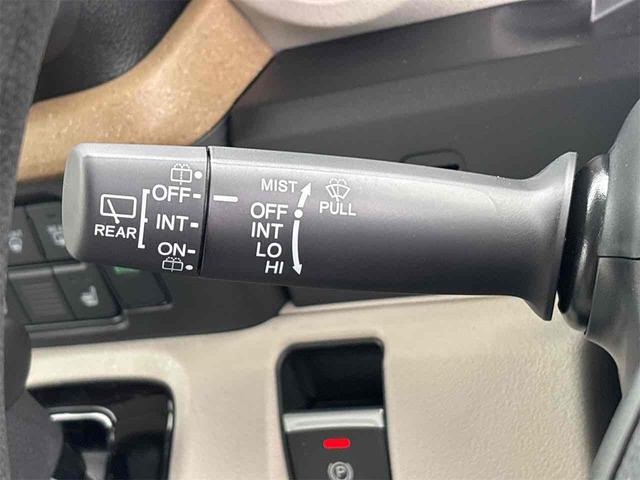 OFF
REAR
INT
ON
MIST
PULL
OFF
INT
LO
HI
P